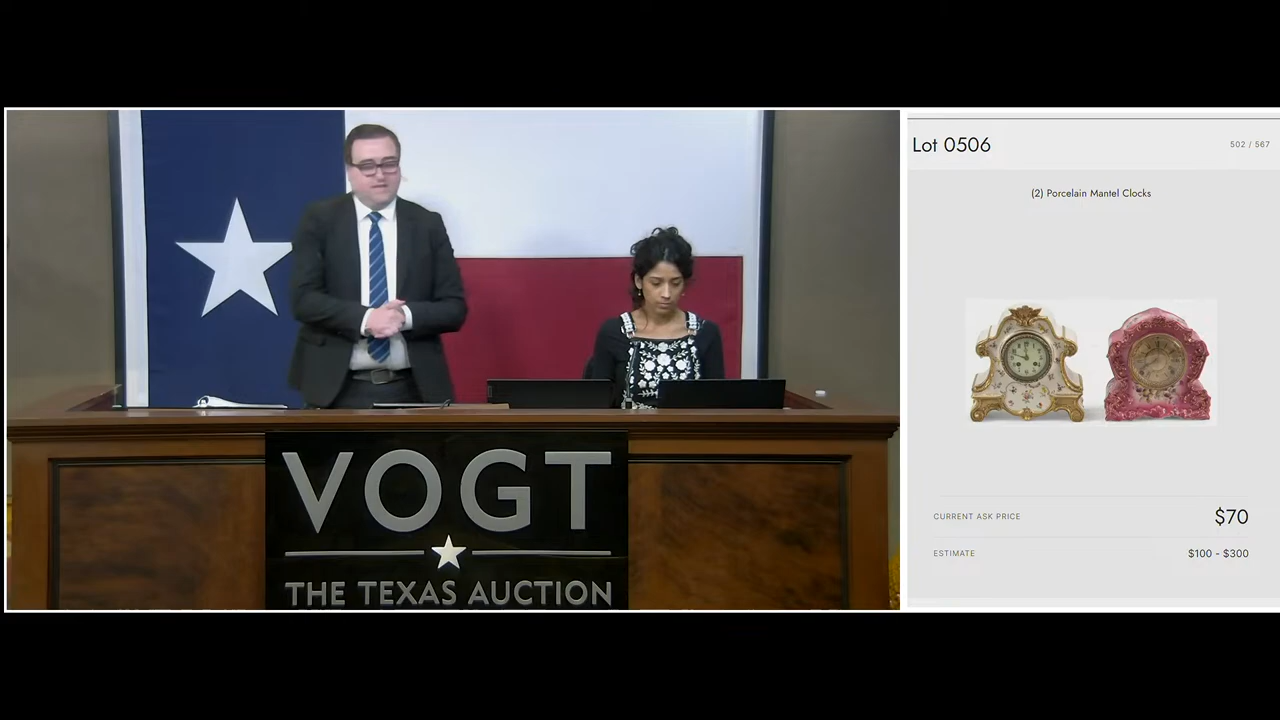 VOGT
THE TEXAS AUCTION
Lot 0506
502 / 567
(2) Porcelain Mantel Clocks
CURRENT ASK PRICE
$70
ESTIMATE
$100 - $300